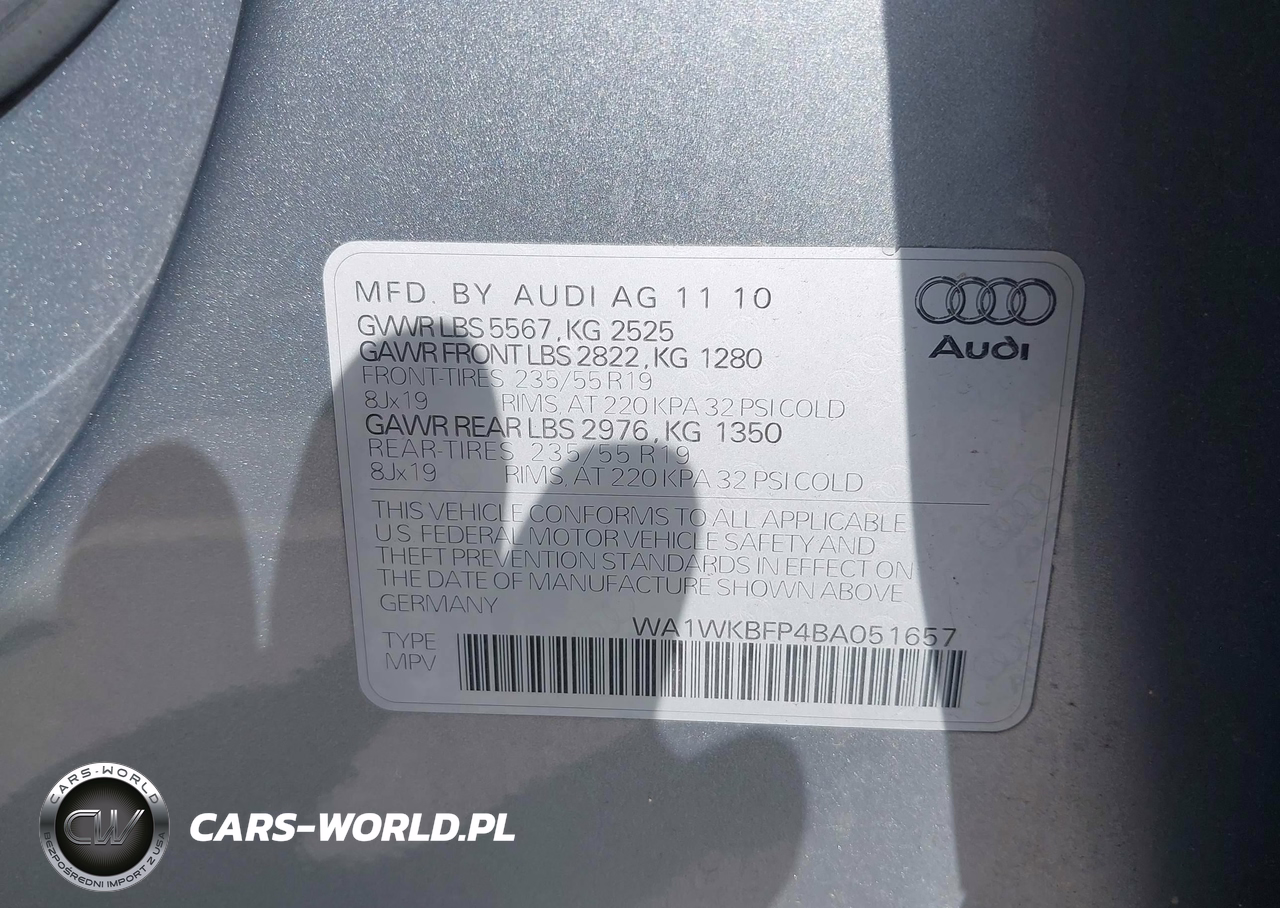 MFD. BY AUDI AG 11 10
GVWR LBS 5567, KG 2525
GAWR FRONT LBS 2822, KG 1280
FRONT-TIRES 235/55 R19
8Jx19 RIMS, AT 220 KPA 32 PSI COLD
GAWR REAR LBS 2976, KG 1350
REAR-TIRES 235/55 R19
8Jx19 RIMS, AT 220 KPA 32 PSI COLD
Audi
THIS VEHICLE CONFORMS TO ALL APPLICABLE
U.S. FEDERAL MOTOR VEHICLE SAFETY AND
THEFT PREVENTION STANDARDS IN EFFECT ON
THE DATE OF MANUFACTURE SHOWN ABOVE
GERMANY
WA1WKBFP4BA051657
TYPE
MPV
CARS-WORLD
CW
BEZPOŚREDNI IMPORT Z USA
CARS-WORLD.PL